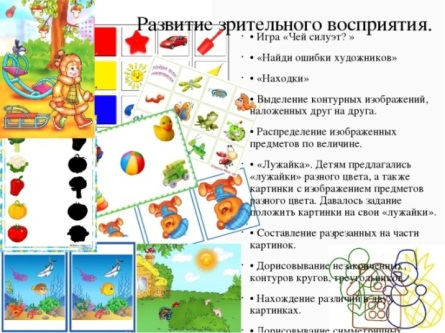 Развитие зрительного восприятия.
• Игра «Чей силуэт? »
• «Найди ошибки художников»
• «Находки»
• Выделение контурных изображений,
наложенных друг на друга.
• Распределение изображенных
предметов по величине.
• «Лужайка». Детям предлагались
«лужайки» разного цвета, а также
картинки с изображением предметов
разного цвета. Давалось задание
положить картинки на свои «лужайки».
• Составление разрезанных на части
картинок.
• Дорисовывание незаконченных
контуров кругов, треугольников.
• Нахождение различий в двух
картинках.
• Дорисовывание симметричных